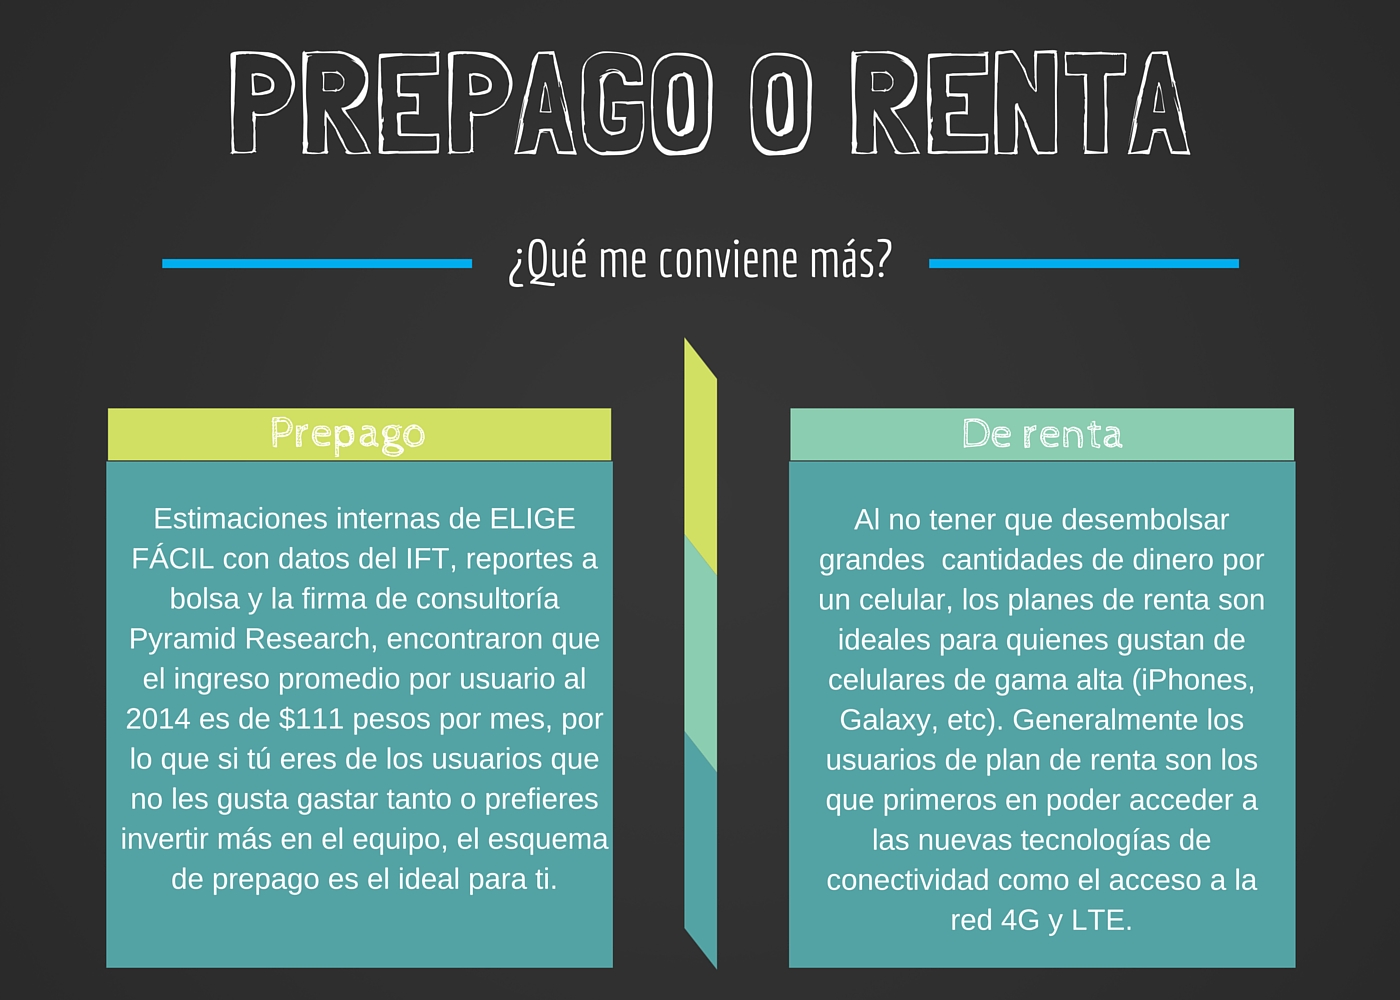 PREPAGO O RENTA
¿Qué me conviene más?
Prepago
Estimaciones internas de ELIGE
FÁCIL con datos del IFT, reportes a
bolsa y la firma de consultoría
Pyramid Research, encontraron que
el ingreso promedio por usuario al
2014 es de $111 pesos por mes, por
lo que si tú eres de los usuarios que
no les gusta gastar tanto o prefieres
invertir más en el equipo, el esquema
de prepago es el ideal para ti.
De renta
Al no tener que desembolsar
grandes  cantidades de dinero por
un celular, los planes de renta son
ideales para quienes gustan de
celulares de gama alta (iPhones,
Galaxy, etc). Generalmente los
usuarios de plan de renta son los
que primeros en poder acceder a
las nuevas tecnologías de
conectividad como el acceso a la
red 4G y LTE.